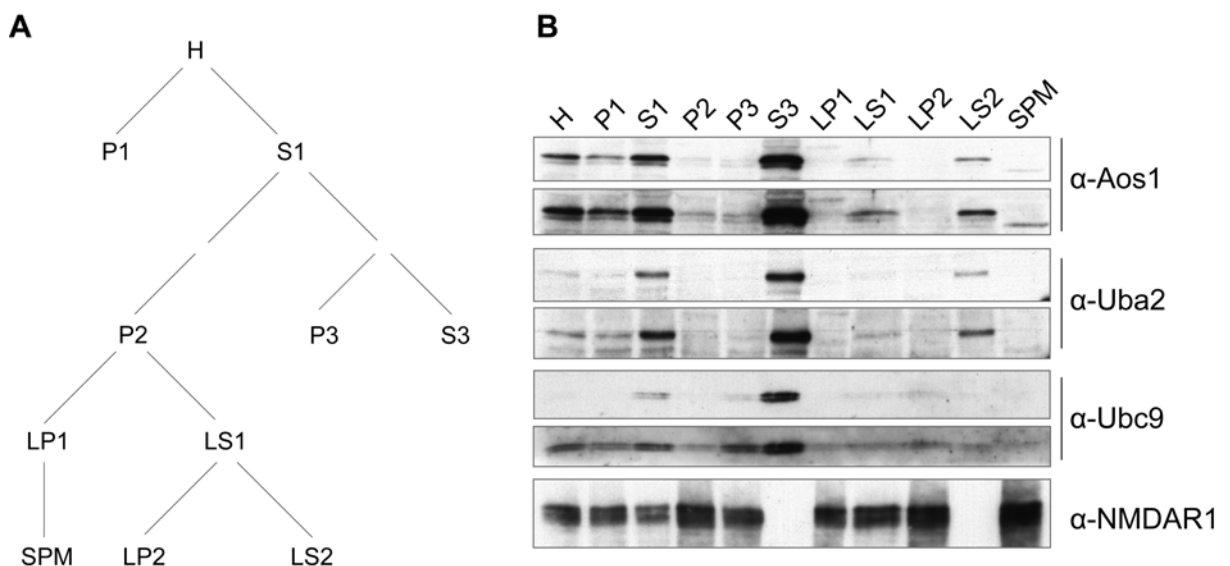 A
H
P1 S1
P2 P3 S3
LP1 LS1
SPM LP2 LS2
B
H P1 S1 P2 P3 S3 LP1 LS1 LP2 LS2 SPM
α-Aos1
α-Uba2
α-Ubc9
α-NMDAR1